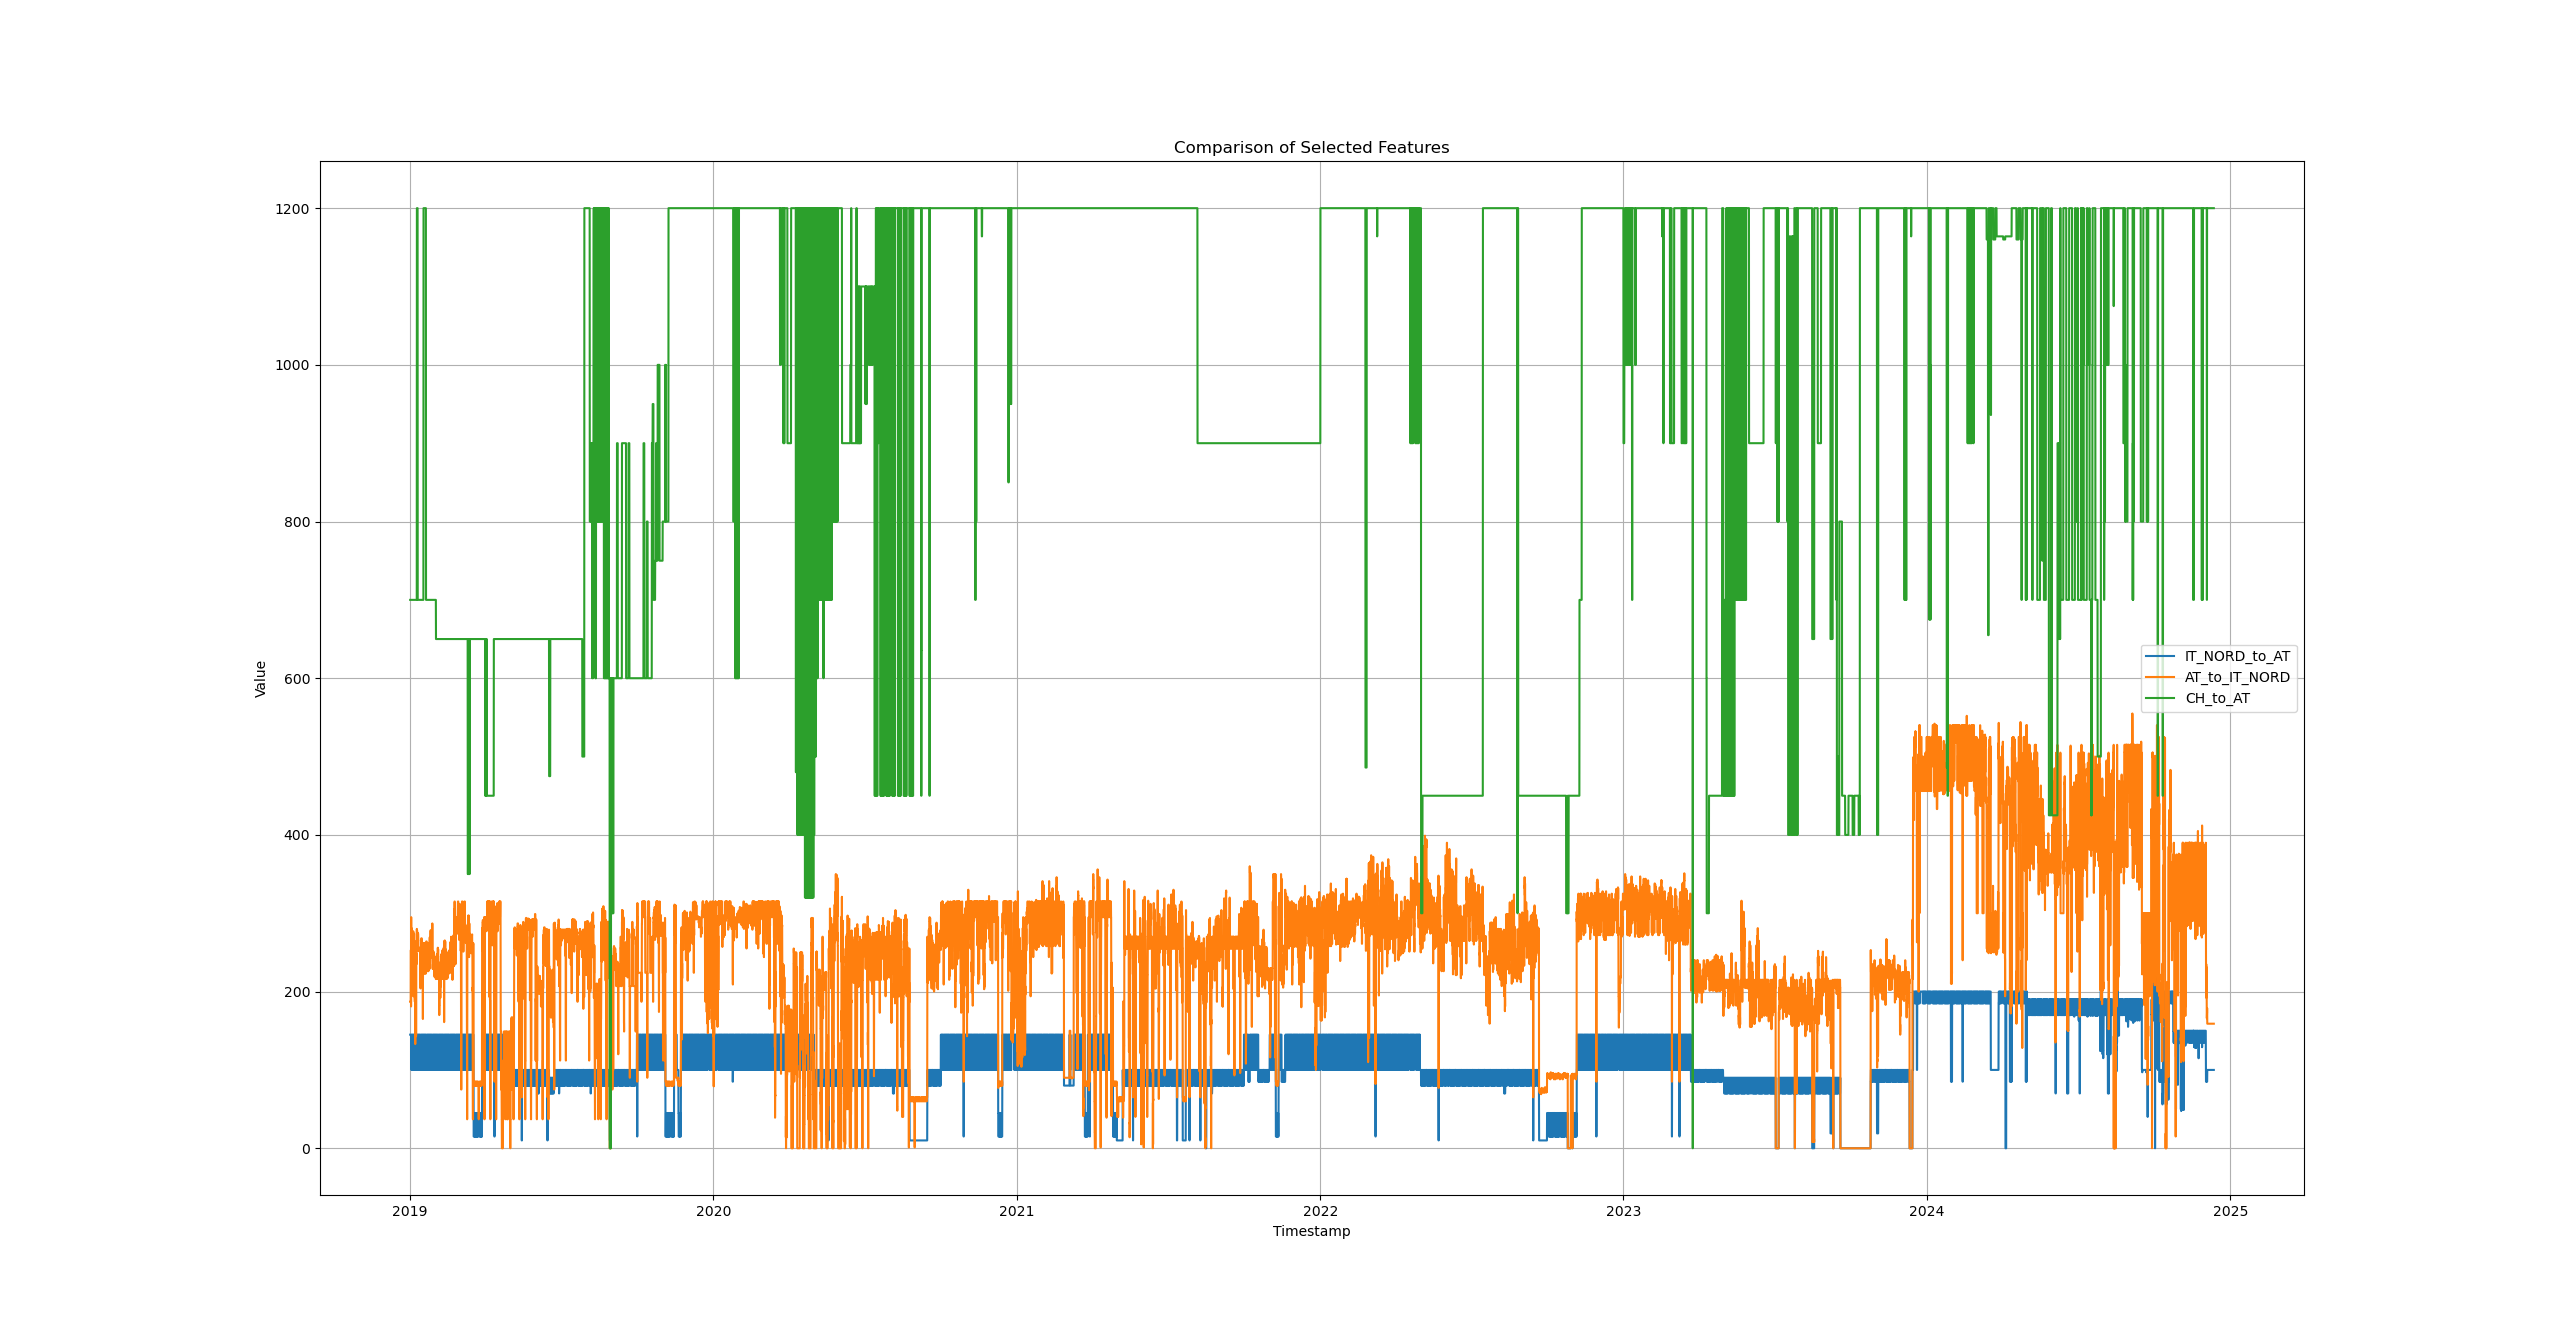 Comparison of Selected Features
1200
1000
800
600
400
200
0
Value
IT_NORD_to_AT
AT_to_IT_NORD
CH_to_AT
2019 2020 2021 2022 2023 2024 2025
Timestamp